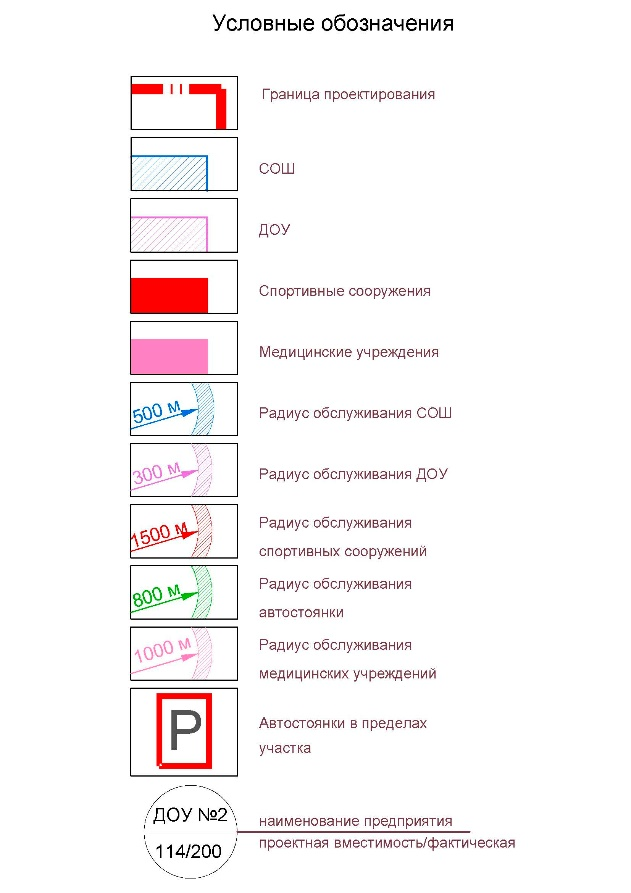 Условные обозначения
Граница проектирования
СОШ
ДОУ
Спортивные сооружения
Медицинские учреждения
500 м
Радиус обслуживания СОШ
300 м
Радиус обслуживания ДОУ
1500 м
Радиус обслуживания
спортивных сооружений
800 м
Радиус обслуживания
автостоянки
1000 м
Радиус обслуживания
медицинских учреждений
P
Автостоянки в пределах
участка
ДОУ №2
114/200
наименование предприятия
проектная вместимость/фактическая